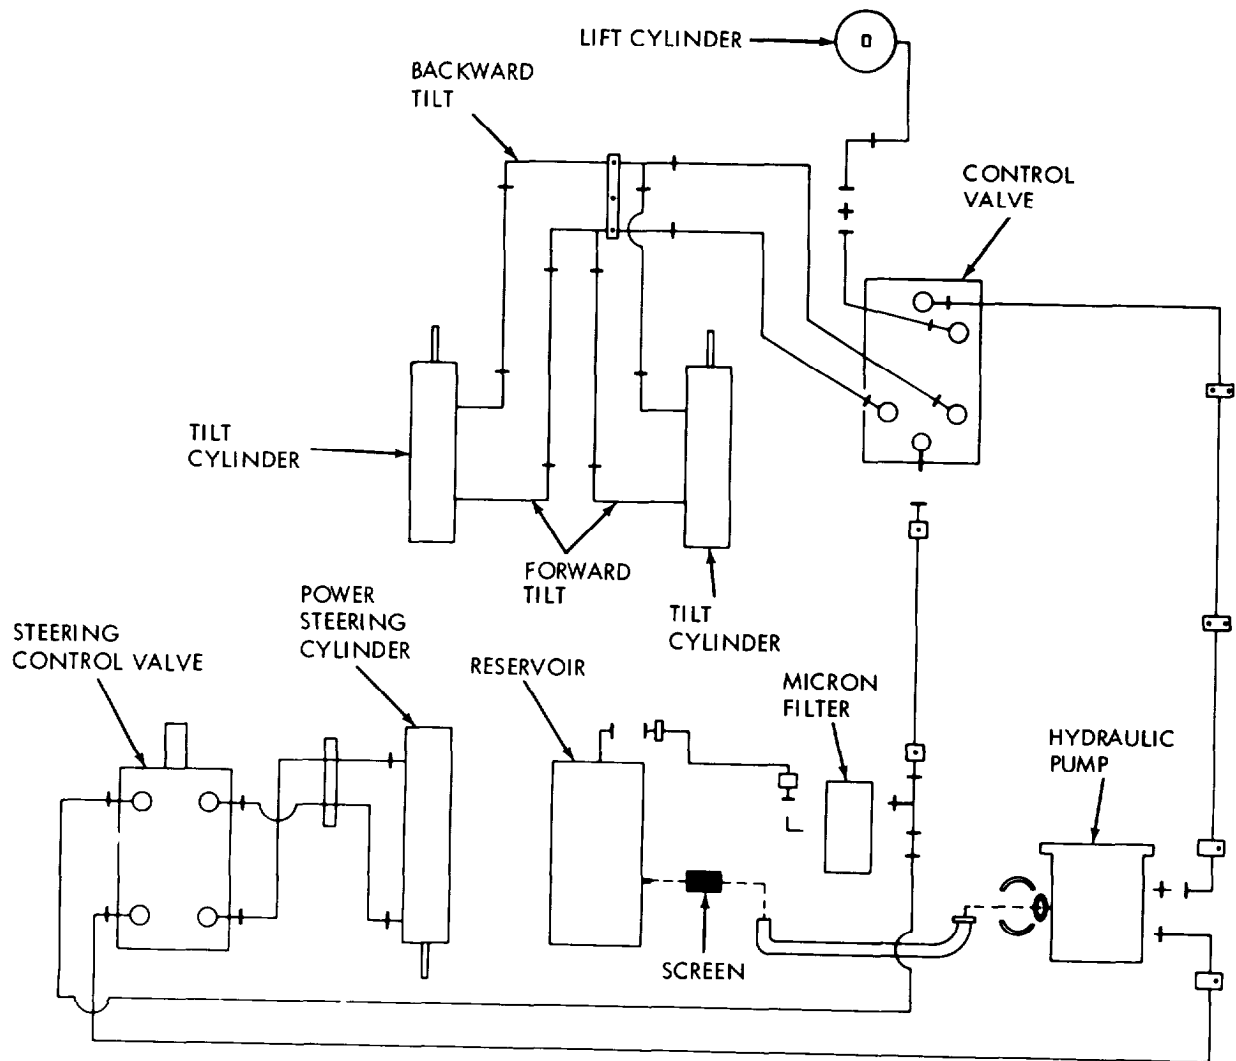 LIFT CYLINDER
BACKWARD
TILT
CONTROL
VALVE
TILT
CYLINDER
FORWARD
TILT
TILT
CYLINDER
POWER
STEERING
CYLINDER
STEERING
CONTROL VALVE
RESERVOIR
MICRON
FILTER
HYDRAULIC
PUMP
SCREEN